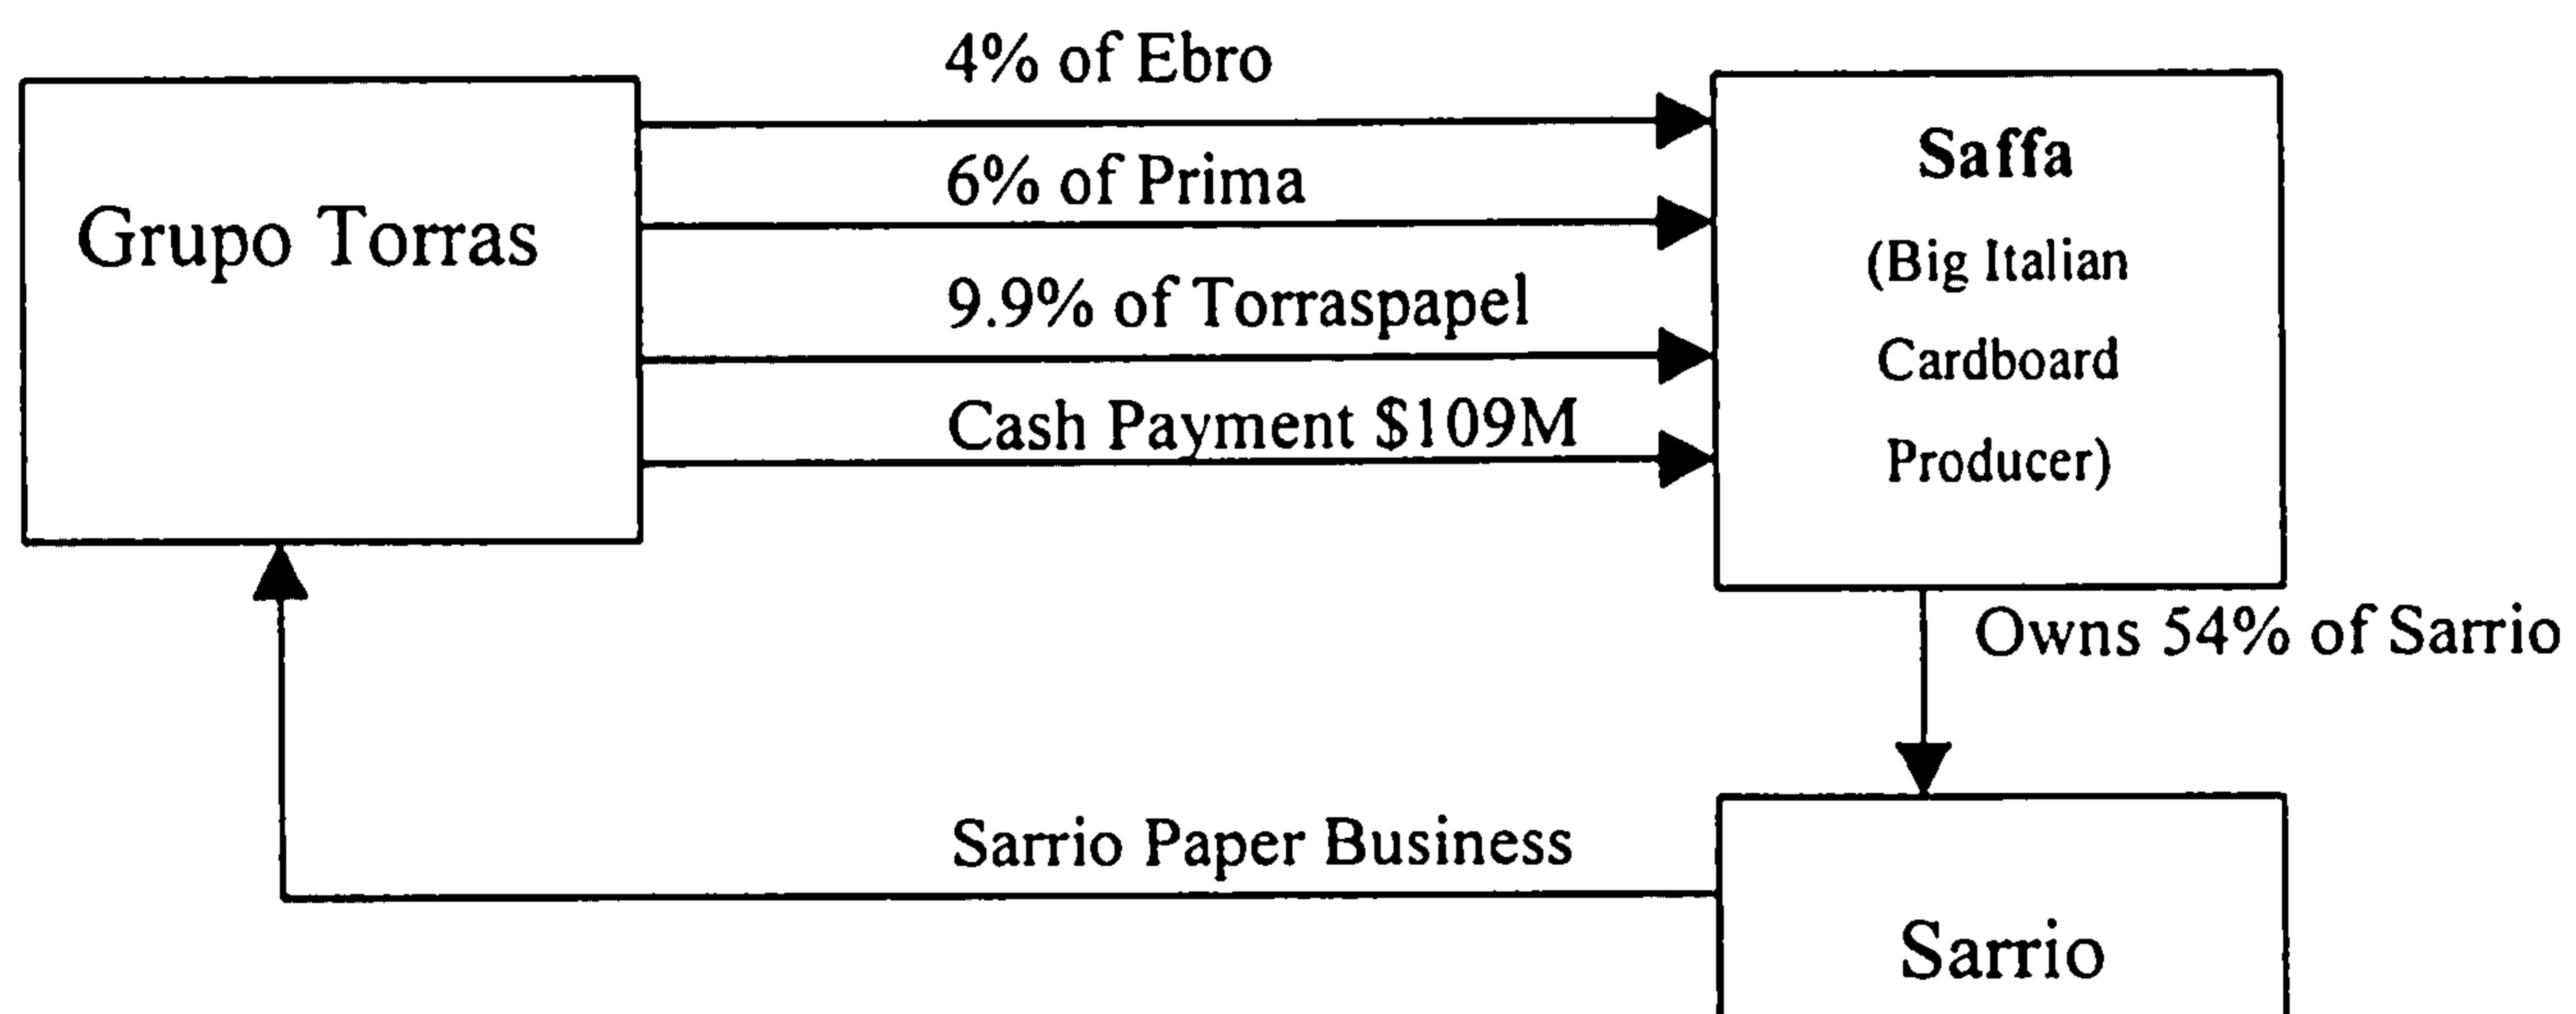 4% of Ebro
Grupo Torras
6% of Prima
9.9% of Torraspapel
Cash Payment $109M
Saffa
(Big Italian
Cardboard
Producer)
Owns 54% of Sarrio
Sarrio Paper Business
Sarrio